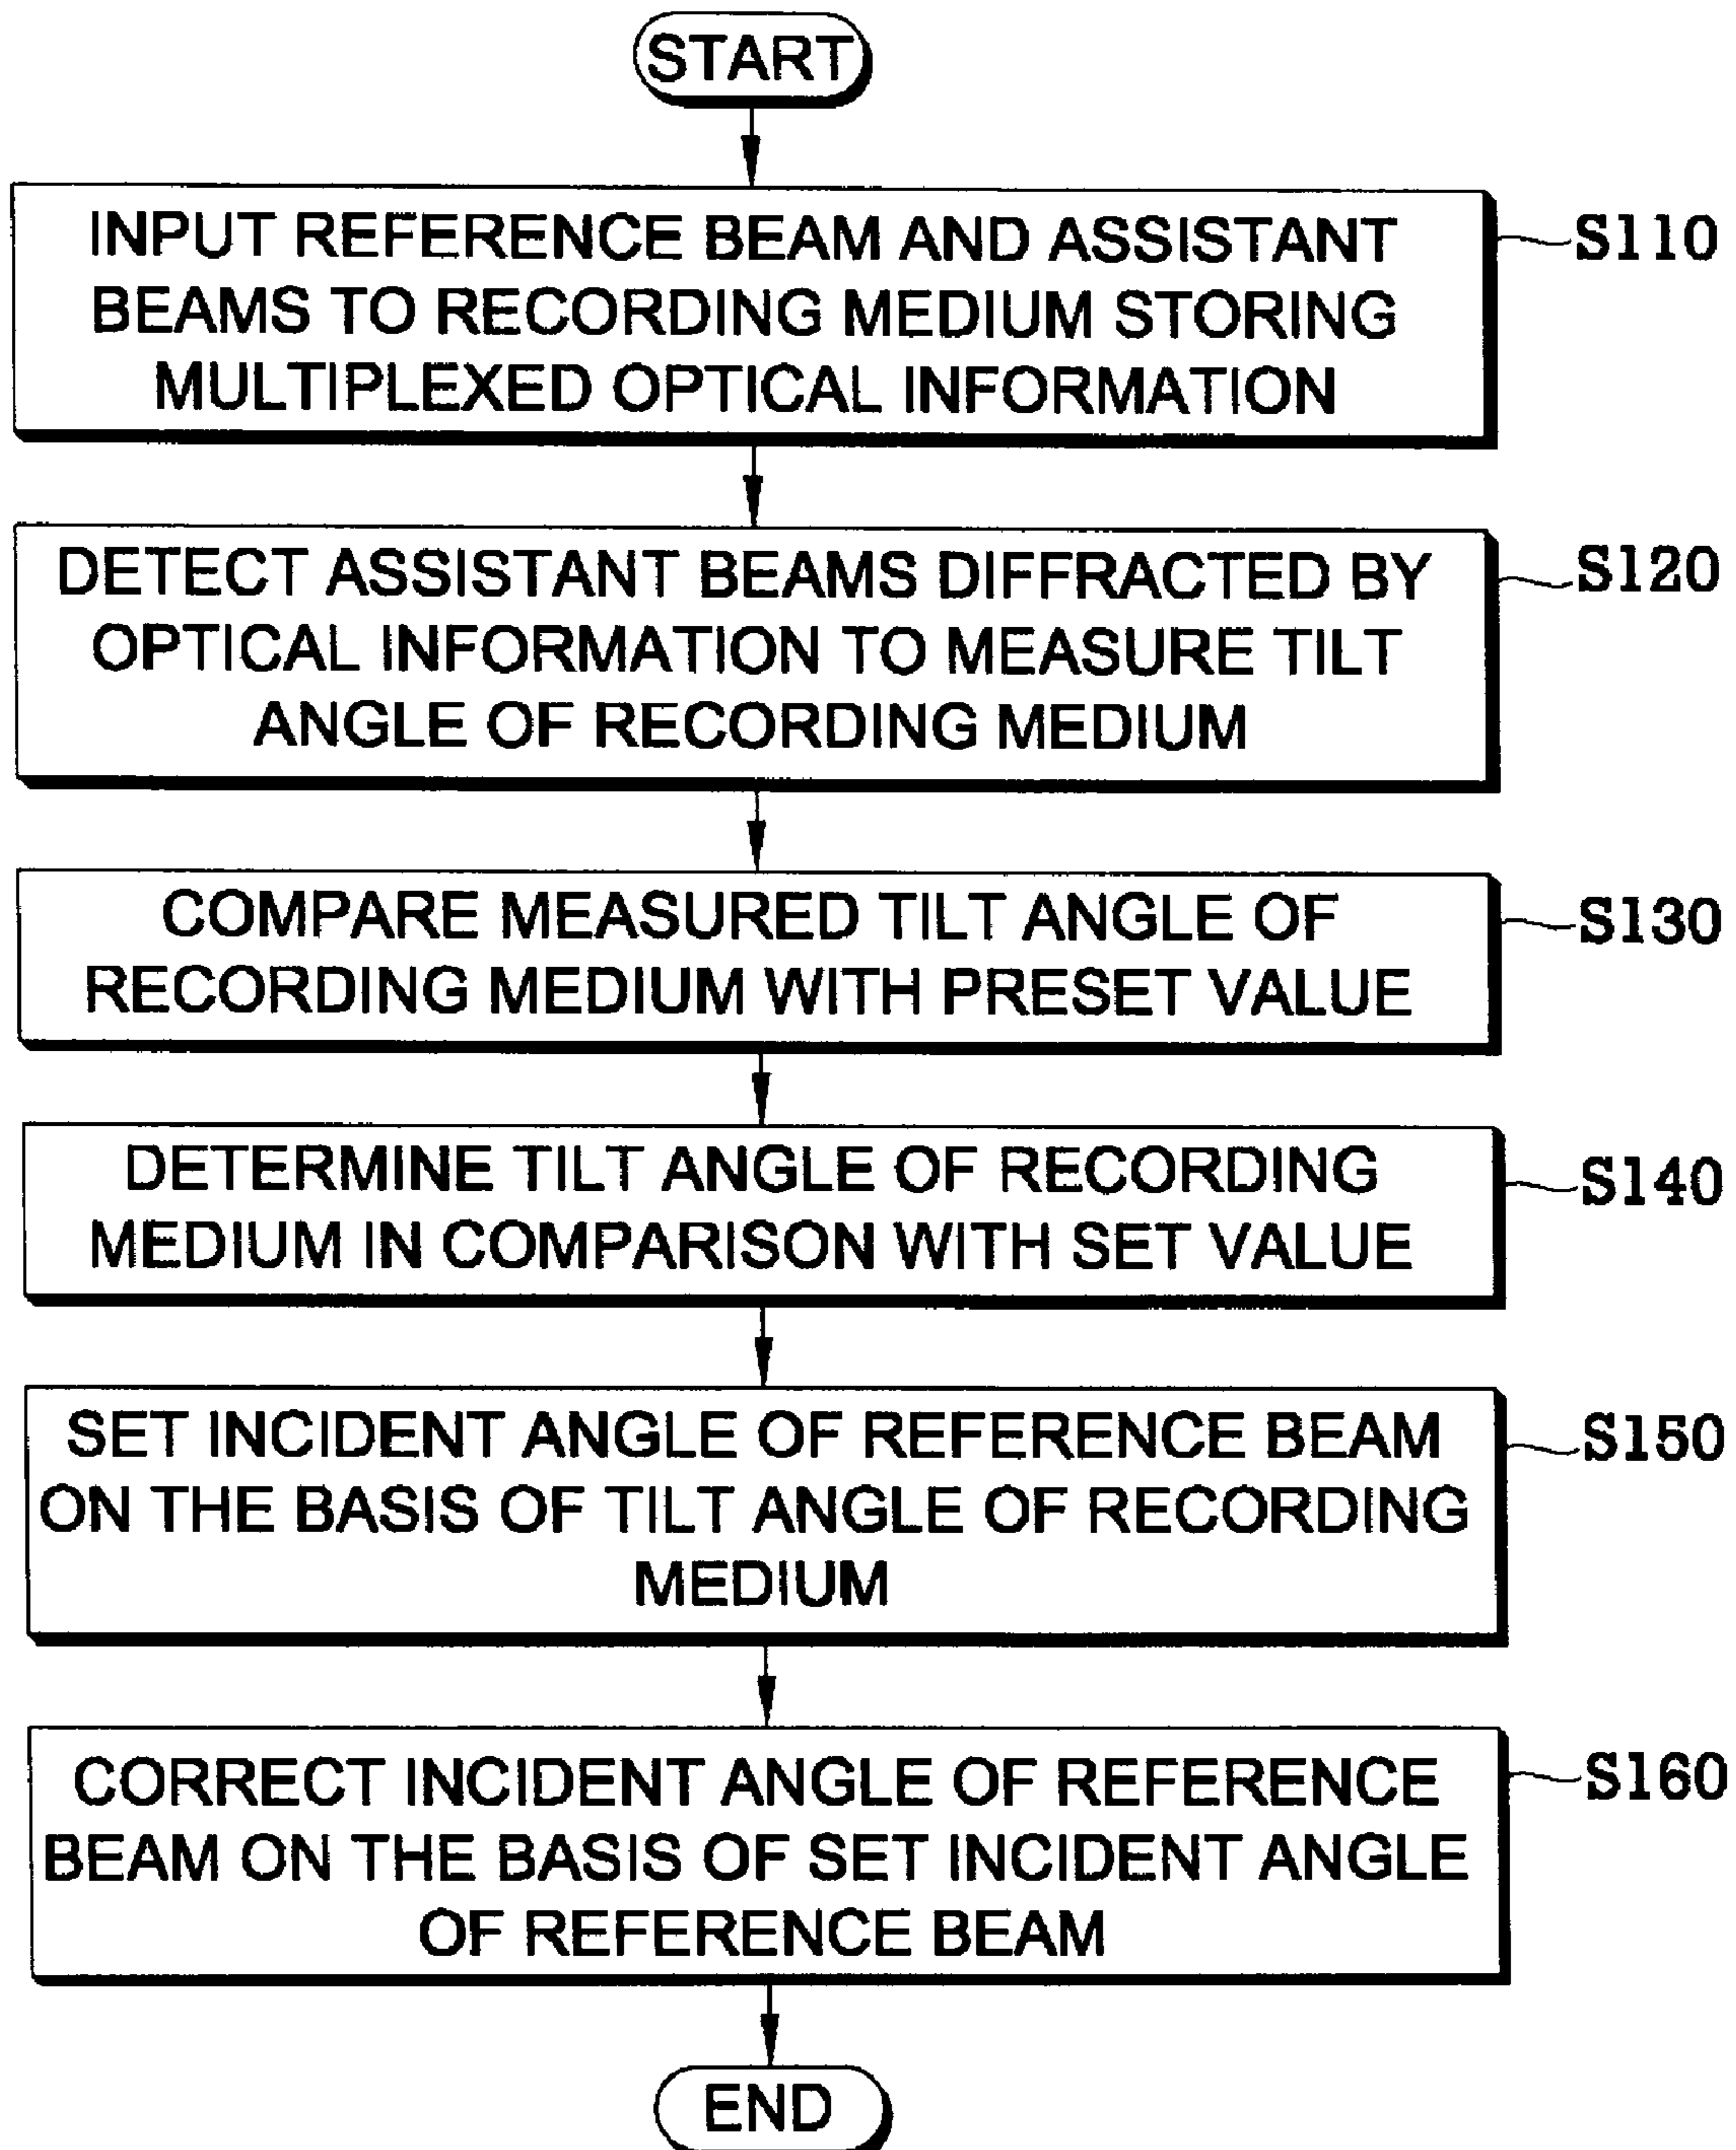 START
INPUT REFERENCE BEAM AND ASSISTANT
BEAMS TO RECORDING MEDIUM STORING
MULTIPLEXED OPTICAL INFORMATION
S110
DETECT ASSISTANT BEAMS DIFFRACTED BY
OPTICAL INFORMATION TO MEASURE TILT
ANGLE OF RECORDING MEDIUM
S120
COMPARE MEASURED TILT ANGLE OF
RECORDING MEDIUM WITH PRESET VALUE
S130
DETERMINE TILT ANGLE OF RECORDING
MEDIUM IN COMPARISON WITH SET VALUE
S140
SET INCIDENT ANGLE OF REFERENCE BEAM
ON THE BASIS OF TILT ANGLE OF RECORDING
MEDIUM
S150
CORRECT INCIDENT ANGLE OF REFERENCE
BEAM ON THE BASIS OF SET INCIDENT ANGLE
OF REFERENCE BEAM
S160
END